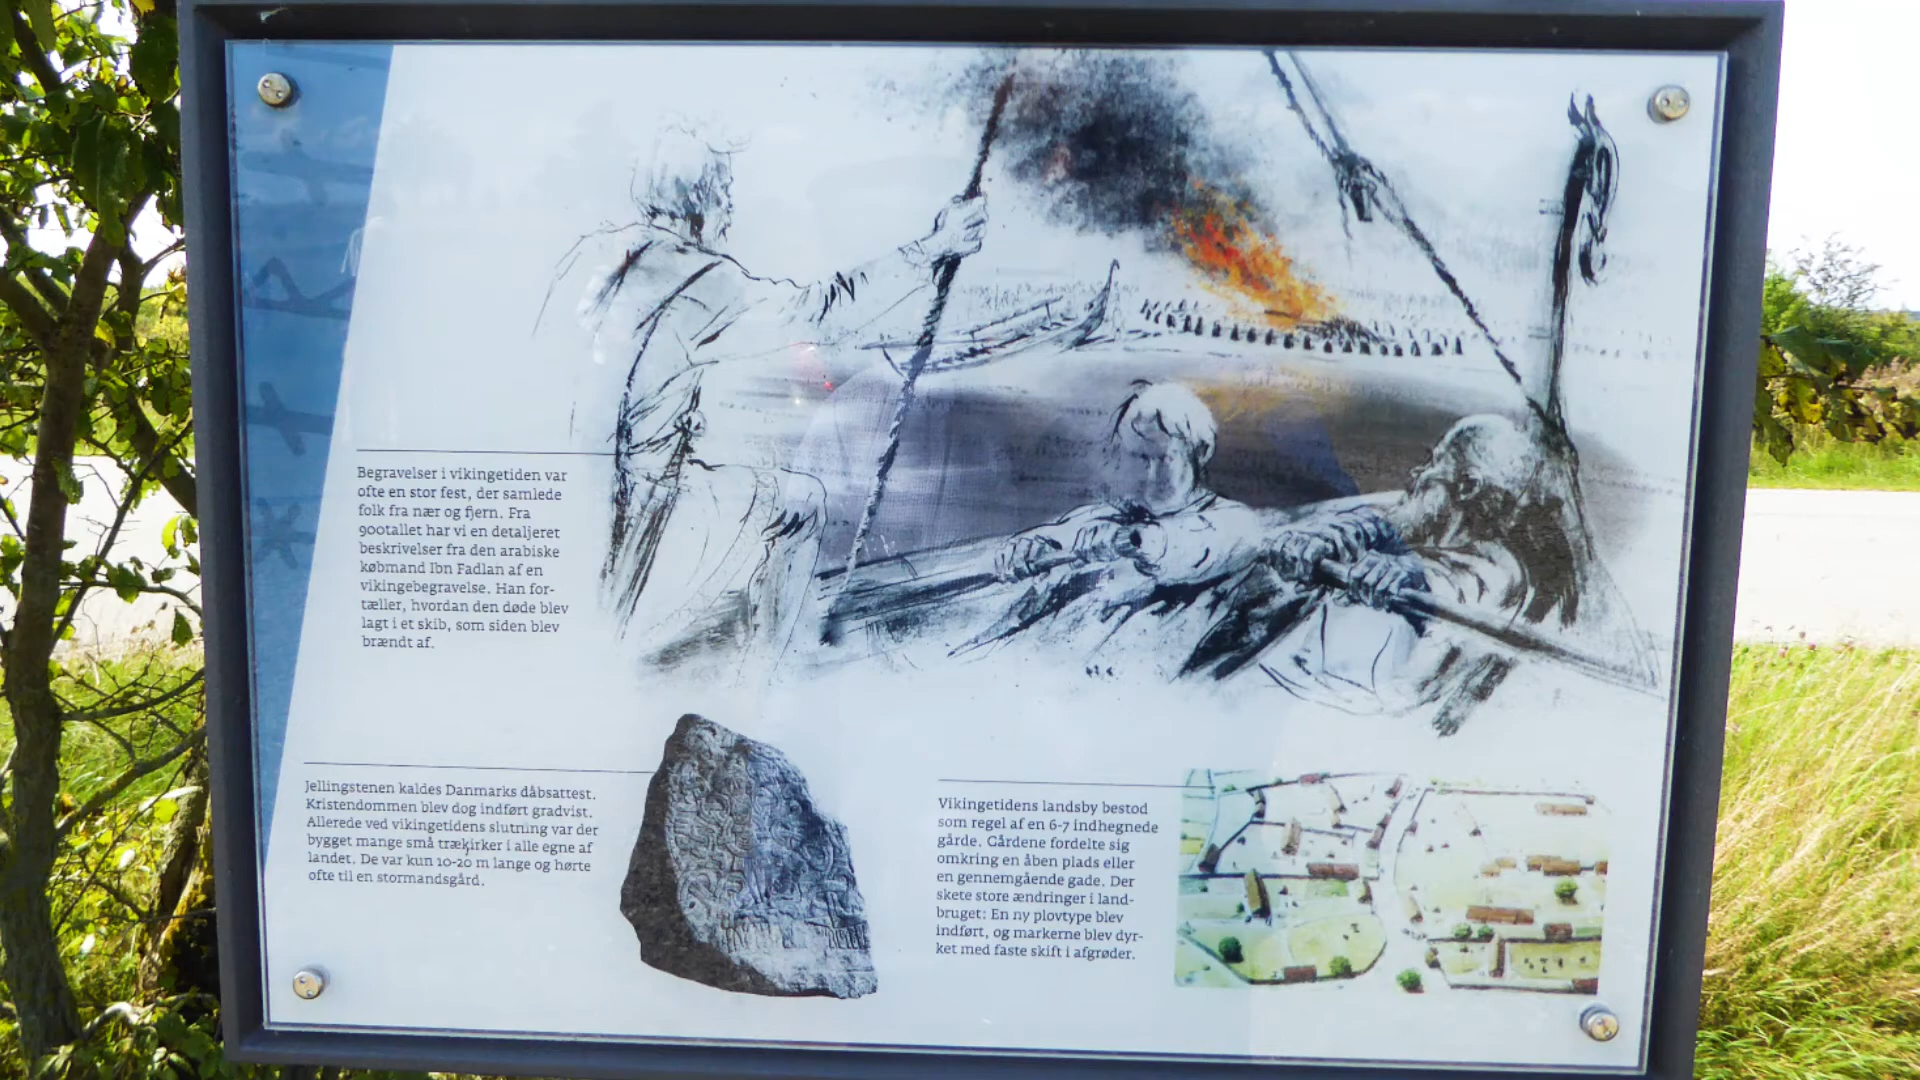 Begravelser i vikingetiden var
ofte en stor fest, der samlede
folk fra nær og fjern. Fra
900tallet har vi en detaljeret
beskrivelser fra den arabiske
købmand Ibn Fadlan af en
vikingebegravelse. Han for-
tæller, hvordan den døde blev
lagt i et skib, som siden blev
brændt af.
Jellingstenen kaldes Danmarks dåbsattest.
Kristendommen blev dog indført gradvist.
Allerede ved vikingetidens slutning var der
bygget mange små trækirker i alle egne af
landet. De var kun 10-20 m lange og hørte
ofte til en stormandsgård.
Vikingetidens landsby bestod
som regel af en 6-7 indhegnede
gårde. Gårdene fordelte sig
omkring en åben plads eller
en gennemgående gade. Der
skete store ændringer i land-
bruget: En ny plovtype blev
indført, og markerne blev dyr-
ket med faste skift i afgrøder.